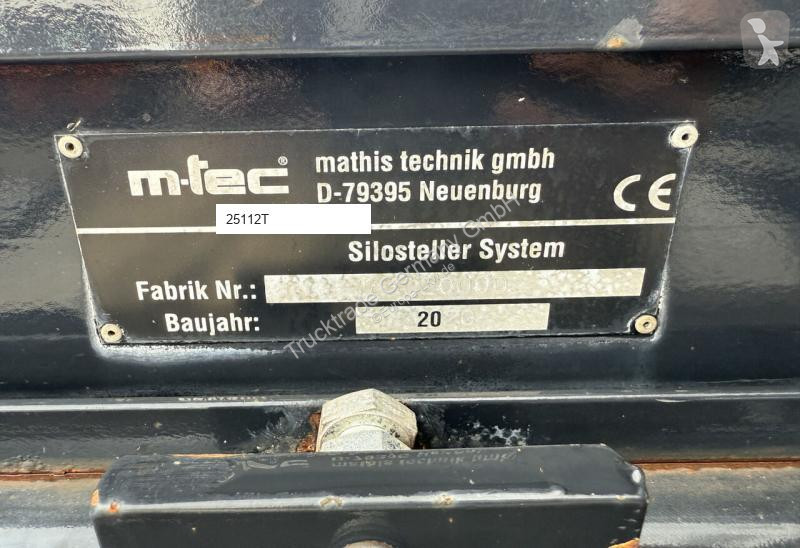 m-tec® mathis technik gmbh
D-79395 Neuenburg
CE
25112T
Silosteller System
Fabrik Nr.:
Baujahr: 20
Trucktrade Germany GmbH